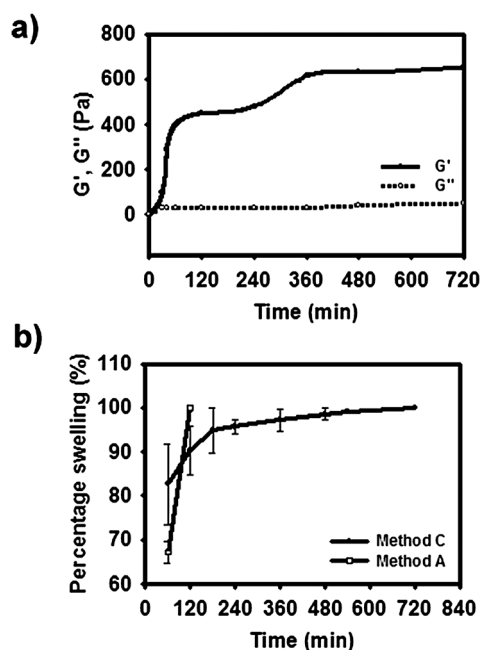 a)
G', G'' (Pa)
800
600
400
200
0
G'
G"
0 120 240 360 480 600 720
Time (min)
b)
Percentage swelling (%)
110
100
90
80
70
60
Method C
Method A
0 120 240 360 480 600 720 840
Time (min)